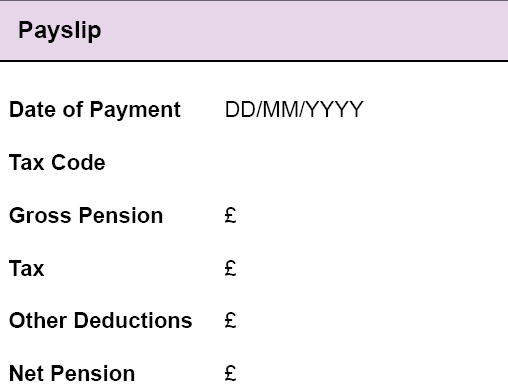 Payslip
Date of Payment DD/MM/YYYY
Tax Code
Gross Pension £
Tax £
Other Deductions £
Net Pension £